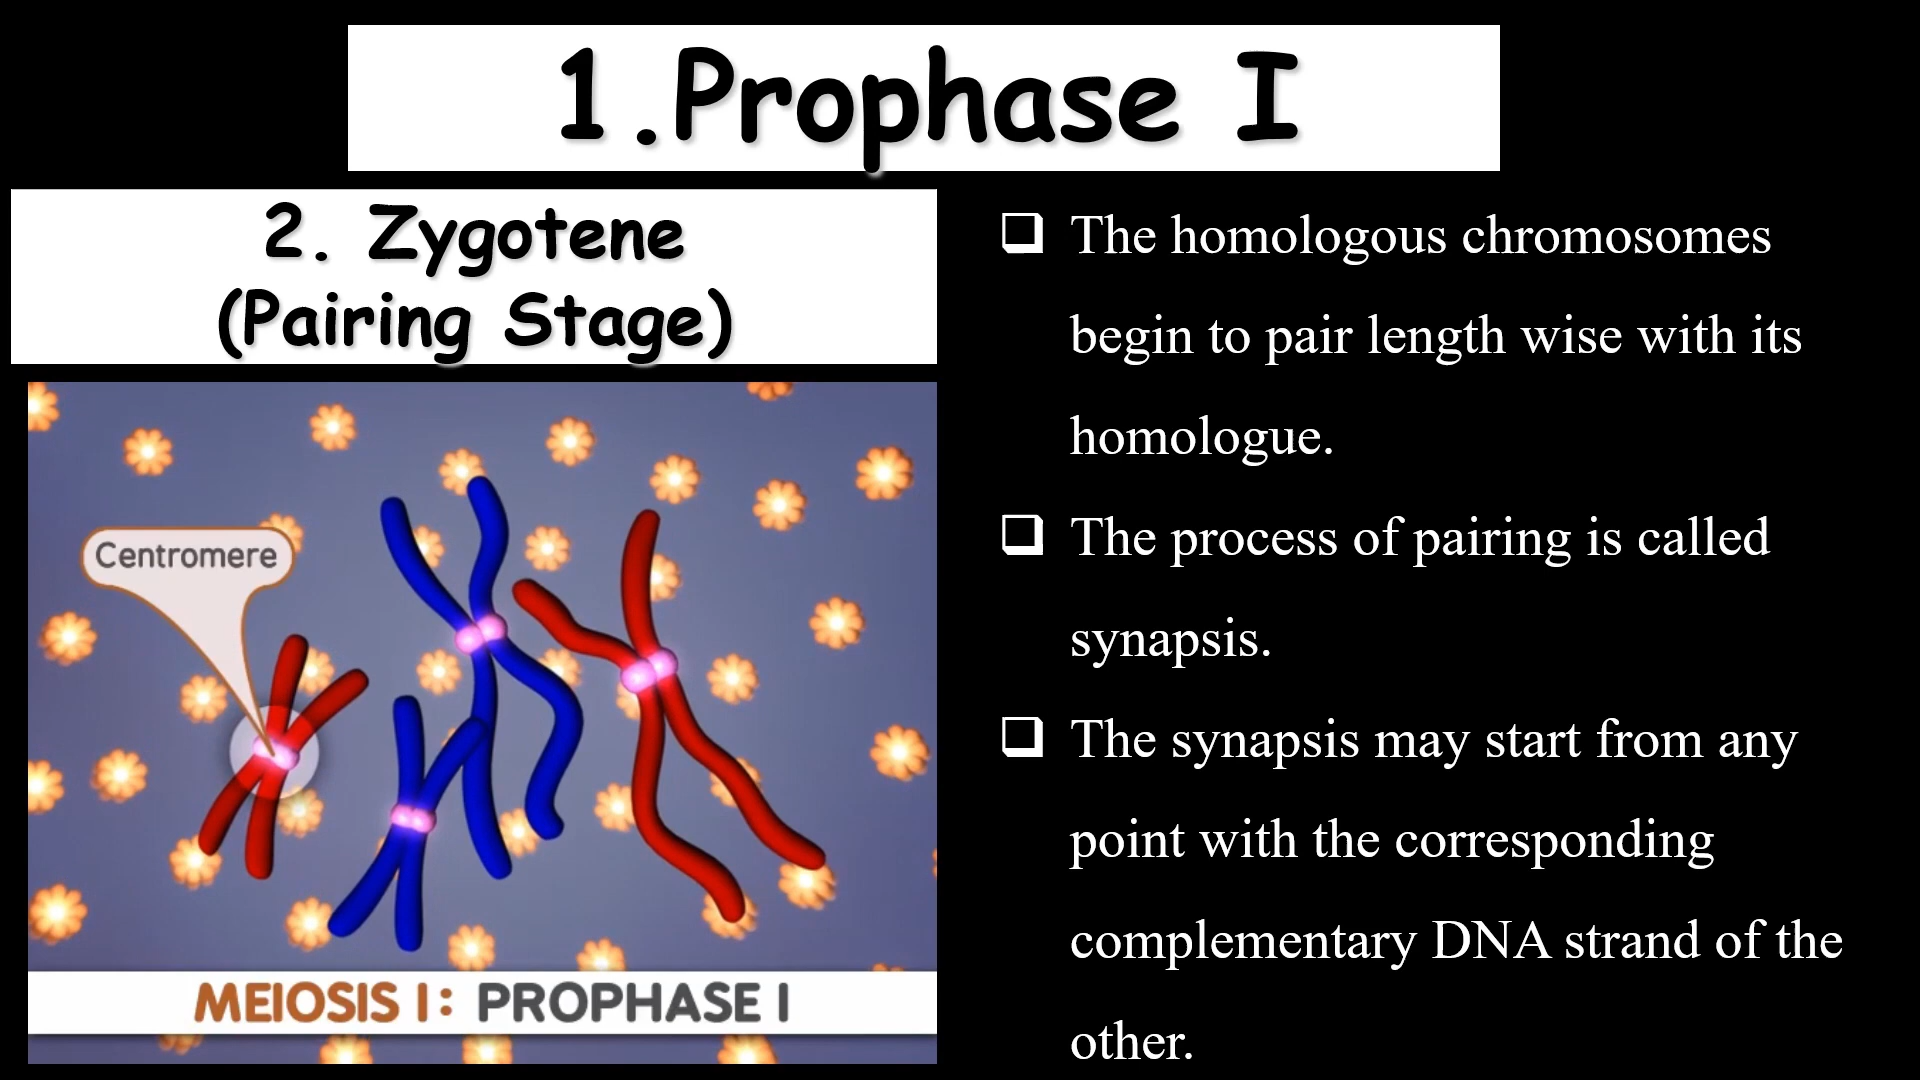 1.Prophase I
2. Zygotene
(Pairing Stage)
Centromere
MEIOSIS I: PROPHASE I
❑ The homologous chromosomes
begin to pair length wise with its
homologue.
❑ The process of pairing is called
synapsis.
❑ The synapsis may start from any
point with the corresponding
complementary DNA strand of the
other.